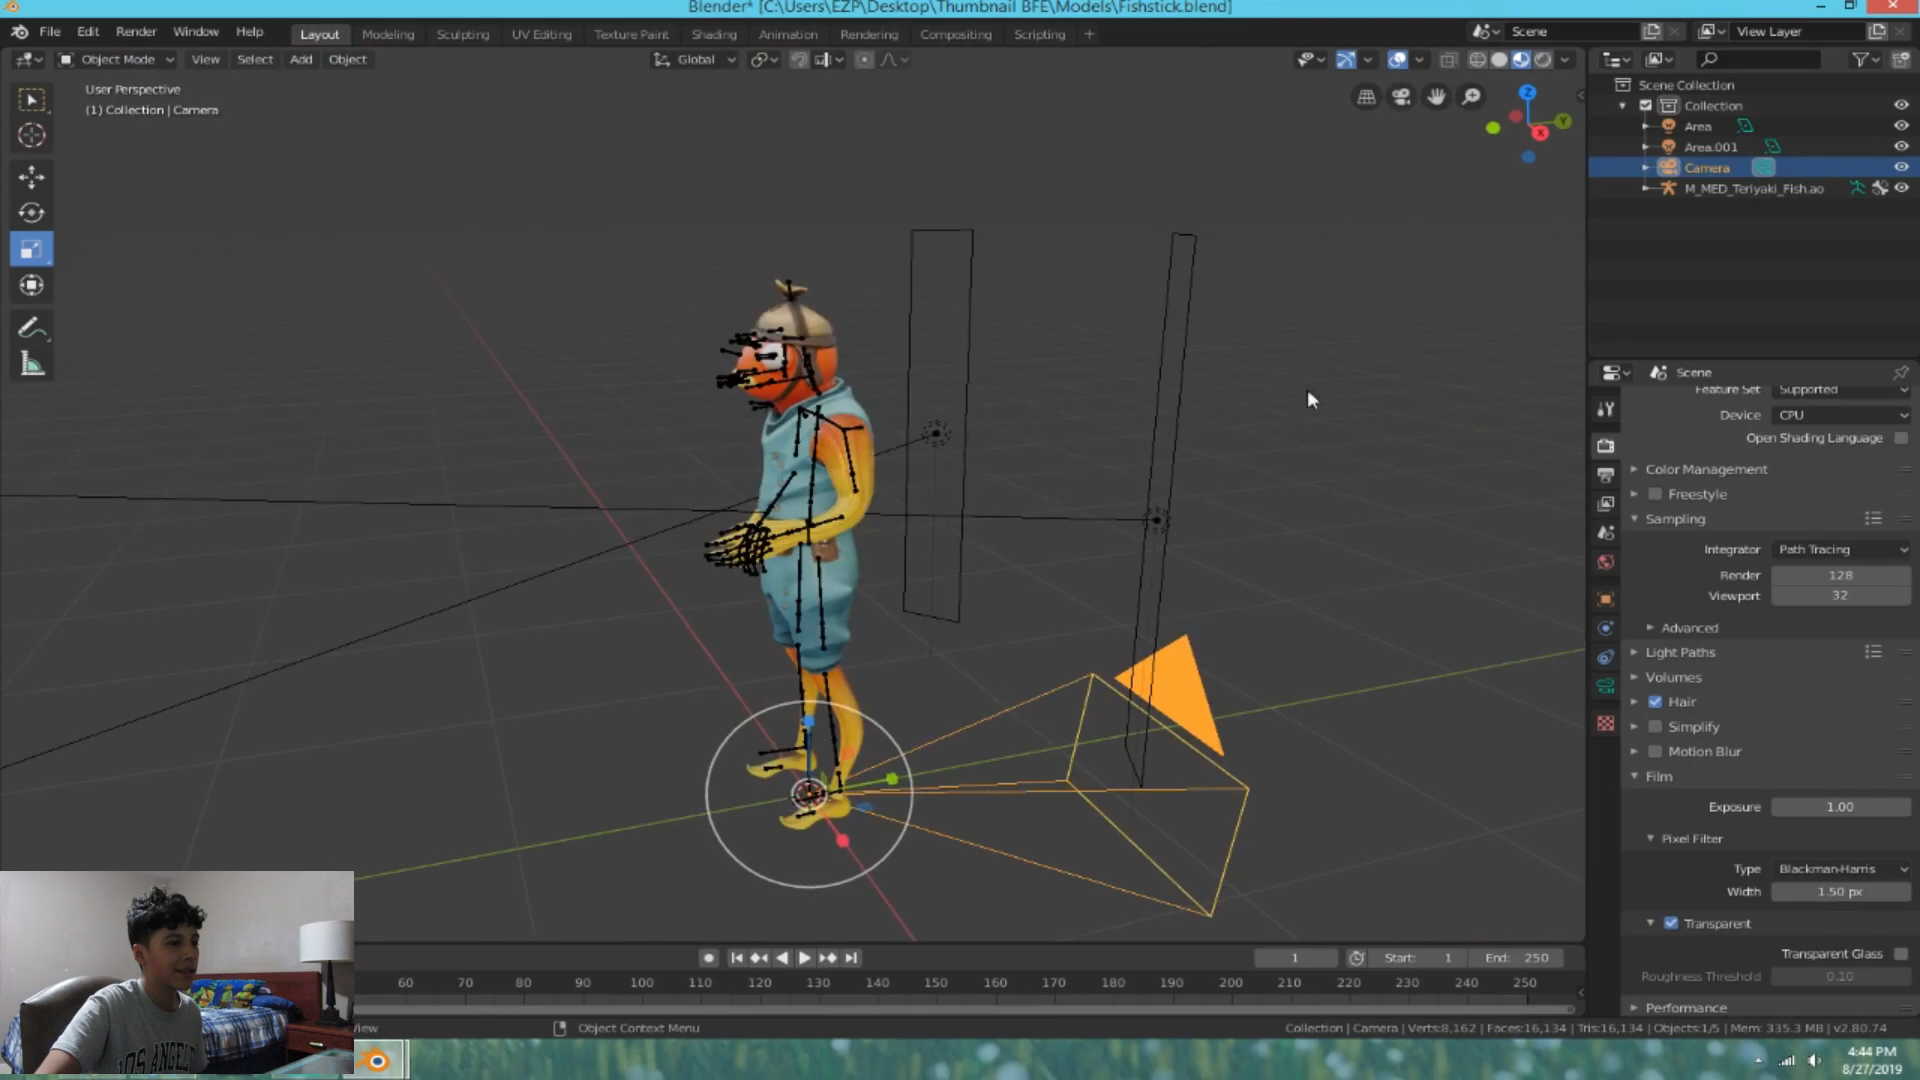 Blender* [C:\Users\EZP\Desktop\Thumbnail BFE\Models\Fishstick.blend]
File Edit Render Window Help Layout Modeling Sculpting UV Editing Texture Paint Shading Animation Rendering Compositing Scripting + Scene View Layer
Object Mode View Select Add Object Global
User Perspective
(1) Collection | Camera
Z
Y
X
Scene Collection
Collection
Area
Area.001
Camera
M_MED_Teriyaki_Fish.ao
Scene
Feature Set Supported
Device CPU
Open Shading Language
Color Management
Freestyle
Sampling
Integrator Path Tracing
Render 128
Viewport 32
Advanced
Light Paths
Volumes
Hair
Simplify
Motion Blur
Film
Exposure 1.00
Pixel Filter
Type Blackman-Harris
Width 1.50 px
Transparent
Transparent Glass
Roughness Threshold 0.10
Performance
1 Start: 1 End: 250
60 70 80 90 100 110 120 130 140 150 160 170 180 190 200 210 220 230 240 250
View Object Context Menu Collection | Camera | Verts:8,162 | Faces:16,134 | Tris:16,134 | Objects:1/5 | Mem: 335.3 MB | v2.80.74
LOS ANGELES
4:44 PM
8/27/2019